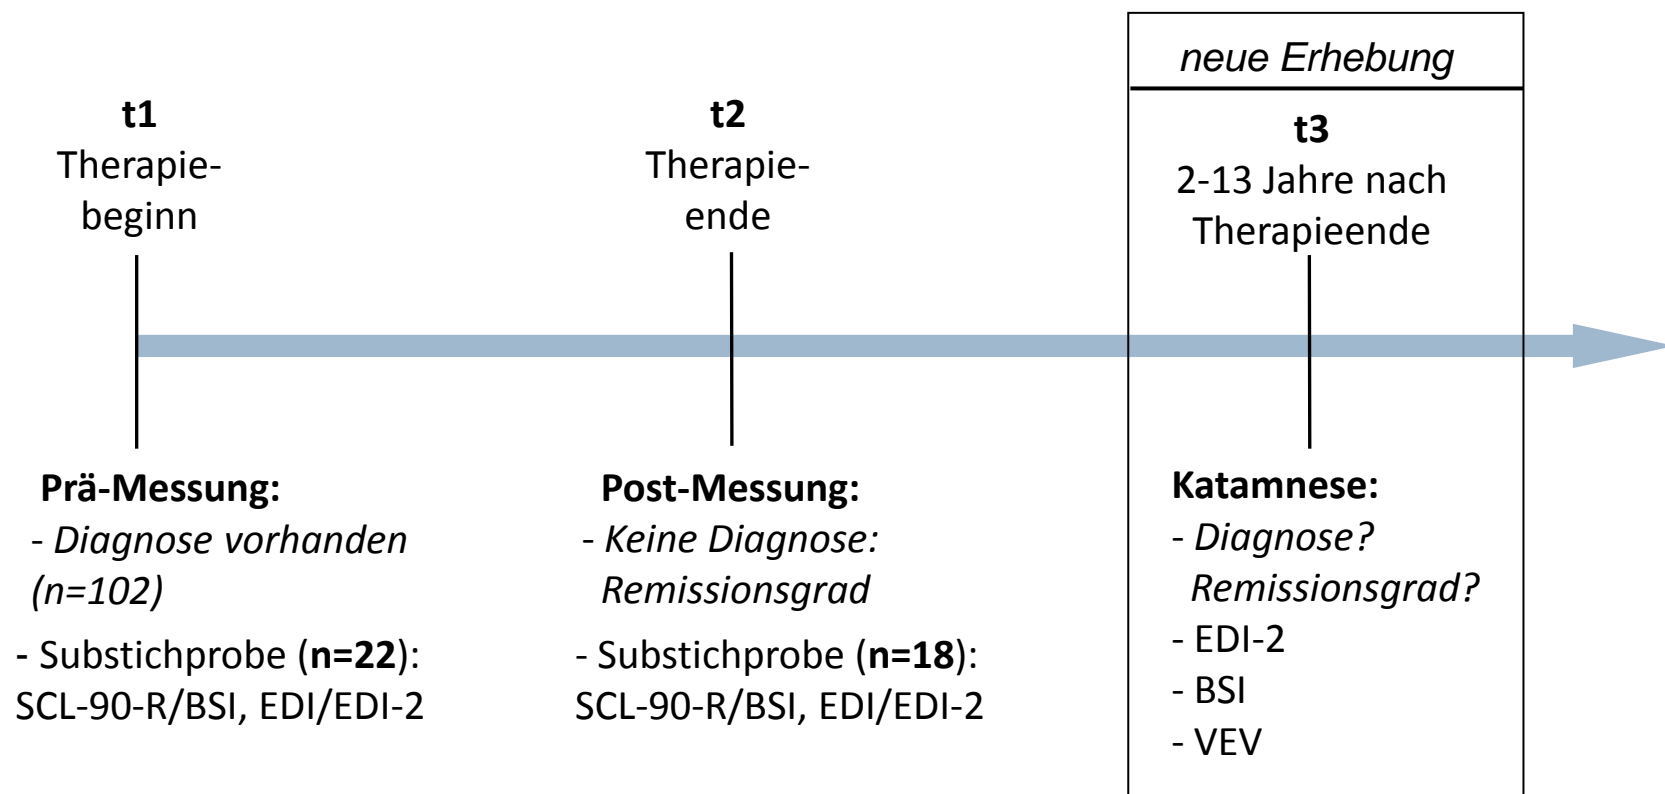 t1
Therapie-
beginn
Prä-Messung:
- Diagnose vorhanden
(n=102)
- Substichprobe (n=22):
SCL-90-R/BSI, EDI/EDI-2
t2
Therapie-
ende
Post-Messung:
- Keine Diagnose:
Remissionsgrad
- Substichprobe (n=18):
SCL-90-R/BSI, EDI/EDI-2
neue Erhebung
t3
2-13 Jahre nach
Therapieende
Katamnese:
- Diagnose?
Remissionsgrad?
- EDI-2
- BSI
- VEV